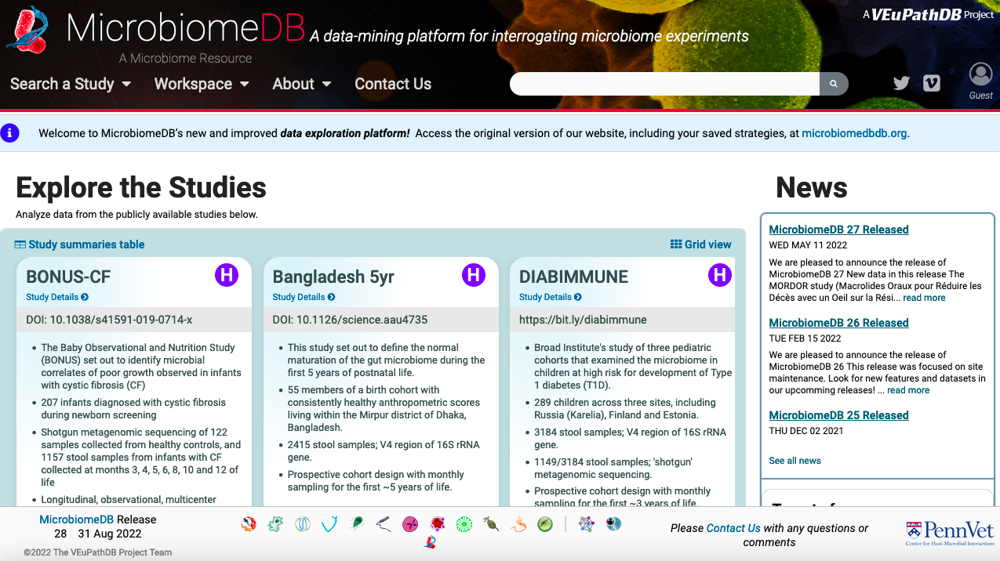 MicrobiomeDB
A data-mining platform for interrogating microbiome experiments
A VEuPathDB Project
A Microbiome Resource
Search a Study
Workspace
About
Contact Us
Guest
Welcome to MicrobiomeDB's new and improved data exploration platform! Access the original version of our website, including your saved strategies, at microbiomedbdb.org.
Explore the Studies
Analyze data from the publicly available studies below.
Study summaries table
Grid view
BONUS-CF
H
Study Details
DOI: 10.1038/s41591-019-0714-x
The Baby Observational and Nutrition Study
(BONUS) set out to identify microbial
correlates of poor growth observed in infants
with cystic fibrosis (CF)
207 infants diagnosed with cystic fibrosis
during newborn screening
Shotgun metagenomic sequencing of 122
samples collected from healthy controls, and
1157 stool samples from infants with CF
collected at months 3, 4, 5, 6, 8, 10 and 12 of
life
Longitudinal, observational, multicenter
Bangladesh 5yr
H
Study Details
DOI: 10.1126/science.aau4735
This study set out to define the normal
maturation of the gut microbiome during the
first 5 years of postnatal life.
55 members of a birth cohort with
consistently healthy anthropometric scores
living within the Mirpur district of Dhaka,
Bangladesh.
2415 stool samples; V4 region of 16S rRNA
gene.
Prospective cohort design with monthly
sampling for the first ~5 years of life.
DIABIMMUNE
H
Study Details
https://bit.ly/diabimmune
Broad Institute's study of three pediatric
cohorts that examined the microbiome in
children at high risk for development of Type
1 diabetes (T1D).
289 children across three sites, including
Russia (Karelia), Finland and Estonia.
3184 stool samples; V4 region of 16S rRNA
gene.
1149/3184 stool samples; 'shotgun'
metagenomic sequencing.
Prospective cohort design with monthly
sampling for the first ~3 years of life.
News
MicrobiomeDB 27 Released
WED MAY 11 2022
We are pleased to announce the release of
MicrobiomeDB 27 New data in this release The
MORDOR study (Macrolides Oraux pour Réduire les
Décès avec un Oeil sur la Rési... read more
MicrobiomeDB 26 Released
TUE FEB 15 2022
We are pleased to announce the release of
MicrobiomeDB 26 This release was focused on site
maintenance. Look for new features and datasets in
our upcomming releases! ... read more
MicrobiomeDB 25 Released
THU DEC 02 2021
See all news
MicrobiomeDB Release
28 31 Aug 2022
©2022 The VEuPathDB Project Team
Please Contact Us with any questions or
comments
PennVet
Center for Host-Microbial Interactions